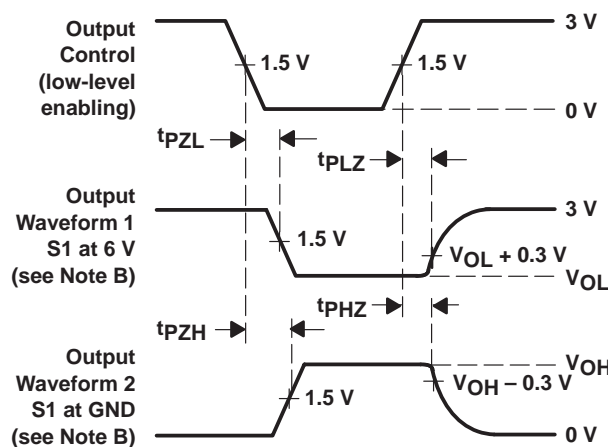 Output
Control
(low-level
enabling)
3 V
1.5 V
1.5 V
0 V
tPZL
tPLZ
Output
Waveform 1
S1 at 6 V
(see Note B)
3 V
1.5 V
VOL + 0.3 V
VOL
tPHZ
tPZH
Output
Waveform 2
S1 at GND
(see Note B)
VOH
VOH – 0.3 V
1.5 V
0 V